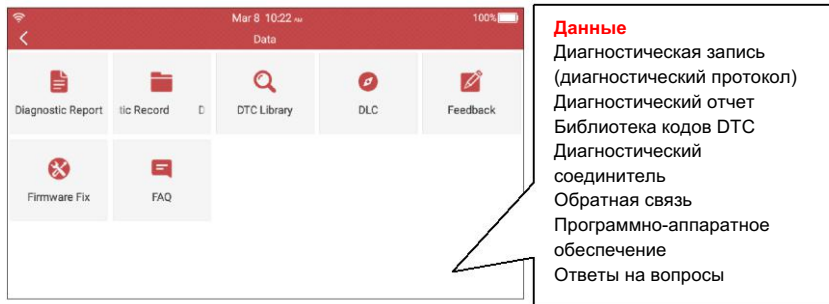 Mar 8 10:22 AM
100%
Data
Diagnostic Report
tic Record D
DTC Library
DLC
Feedback
Firmware Fix
FAQ
Данные
Диагностическая запись
(диагностический протокол)
Диагностический отчет
Библиотека кодов DTC
Диагностический
соединитель
Обратная связь
Программно-аппаратное
обеспечение
Ответы на вопросы